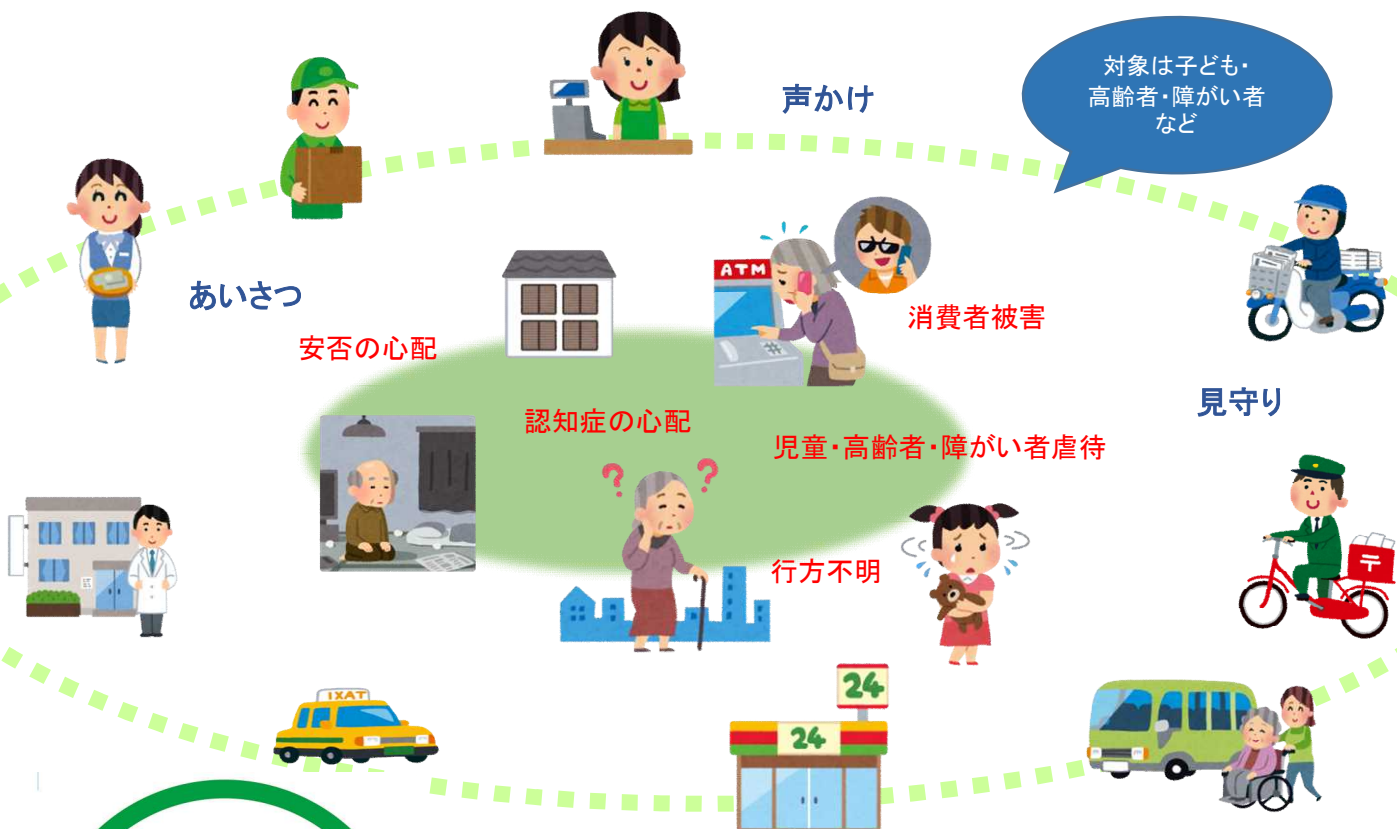 声かけ
対象は子ども・
高齢者・障がい者
など
あいさつ
ATM
消費者被害
安否の心配
見守り
認知症の心配
児童・高齢者・障がい者虐待
行方不明
? ?
〒
24
IXAT
24